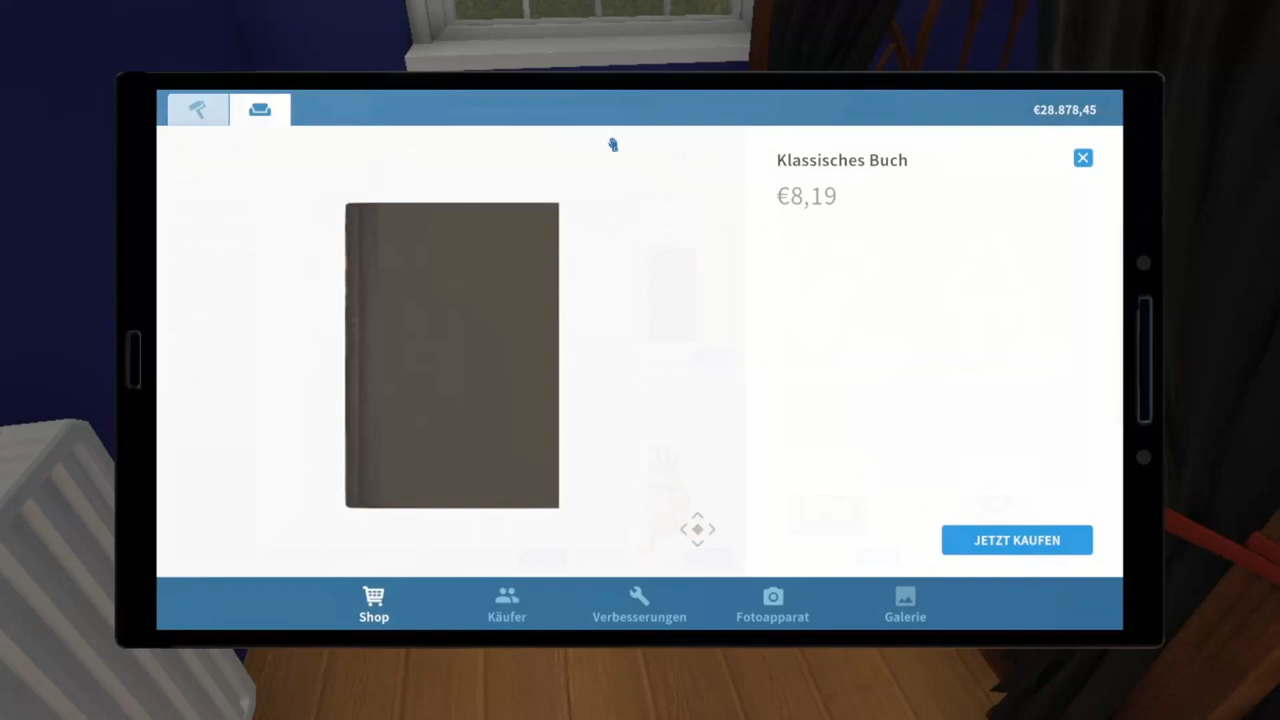 €28.878,45
Klassisches Buch
€8,19
JETZT KAUFEN
Shop
Käufer
Verbesserungen
Fotoapparat
Galerie